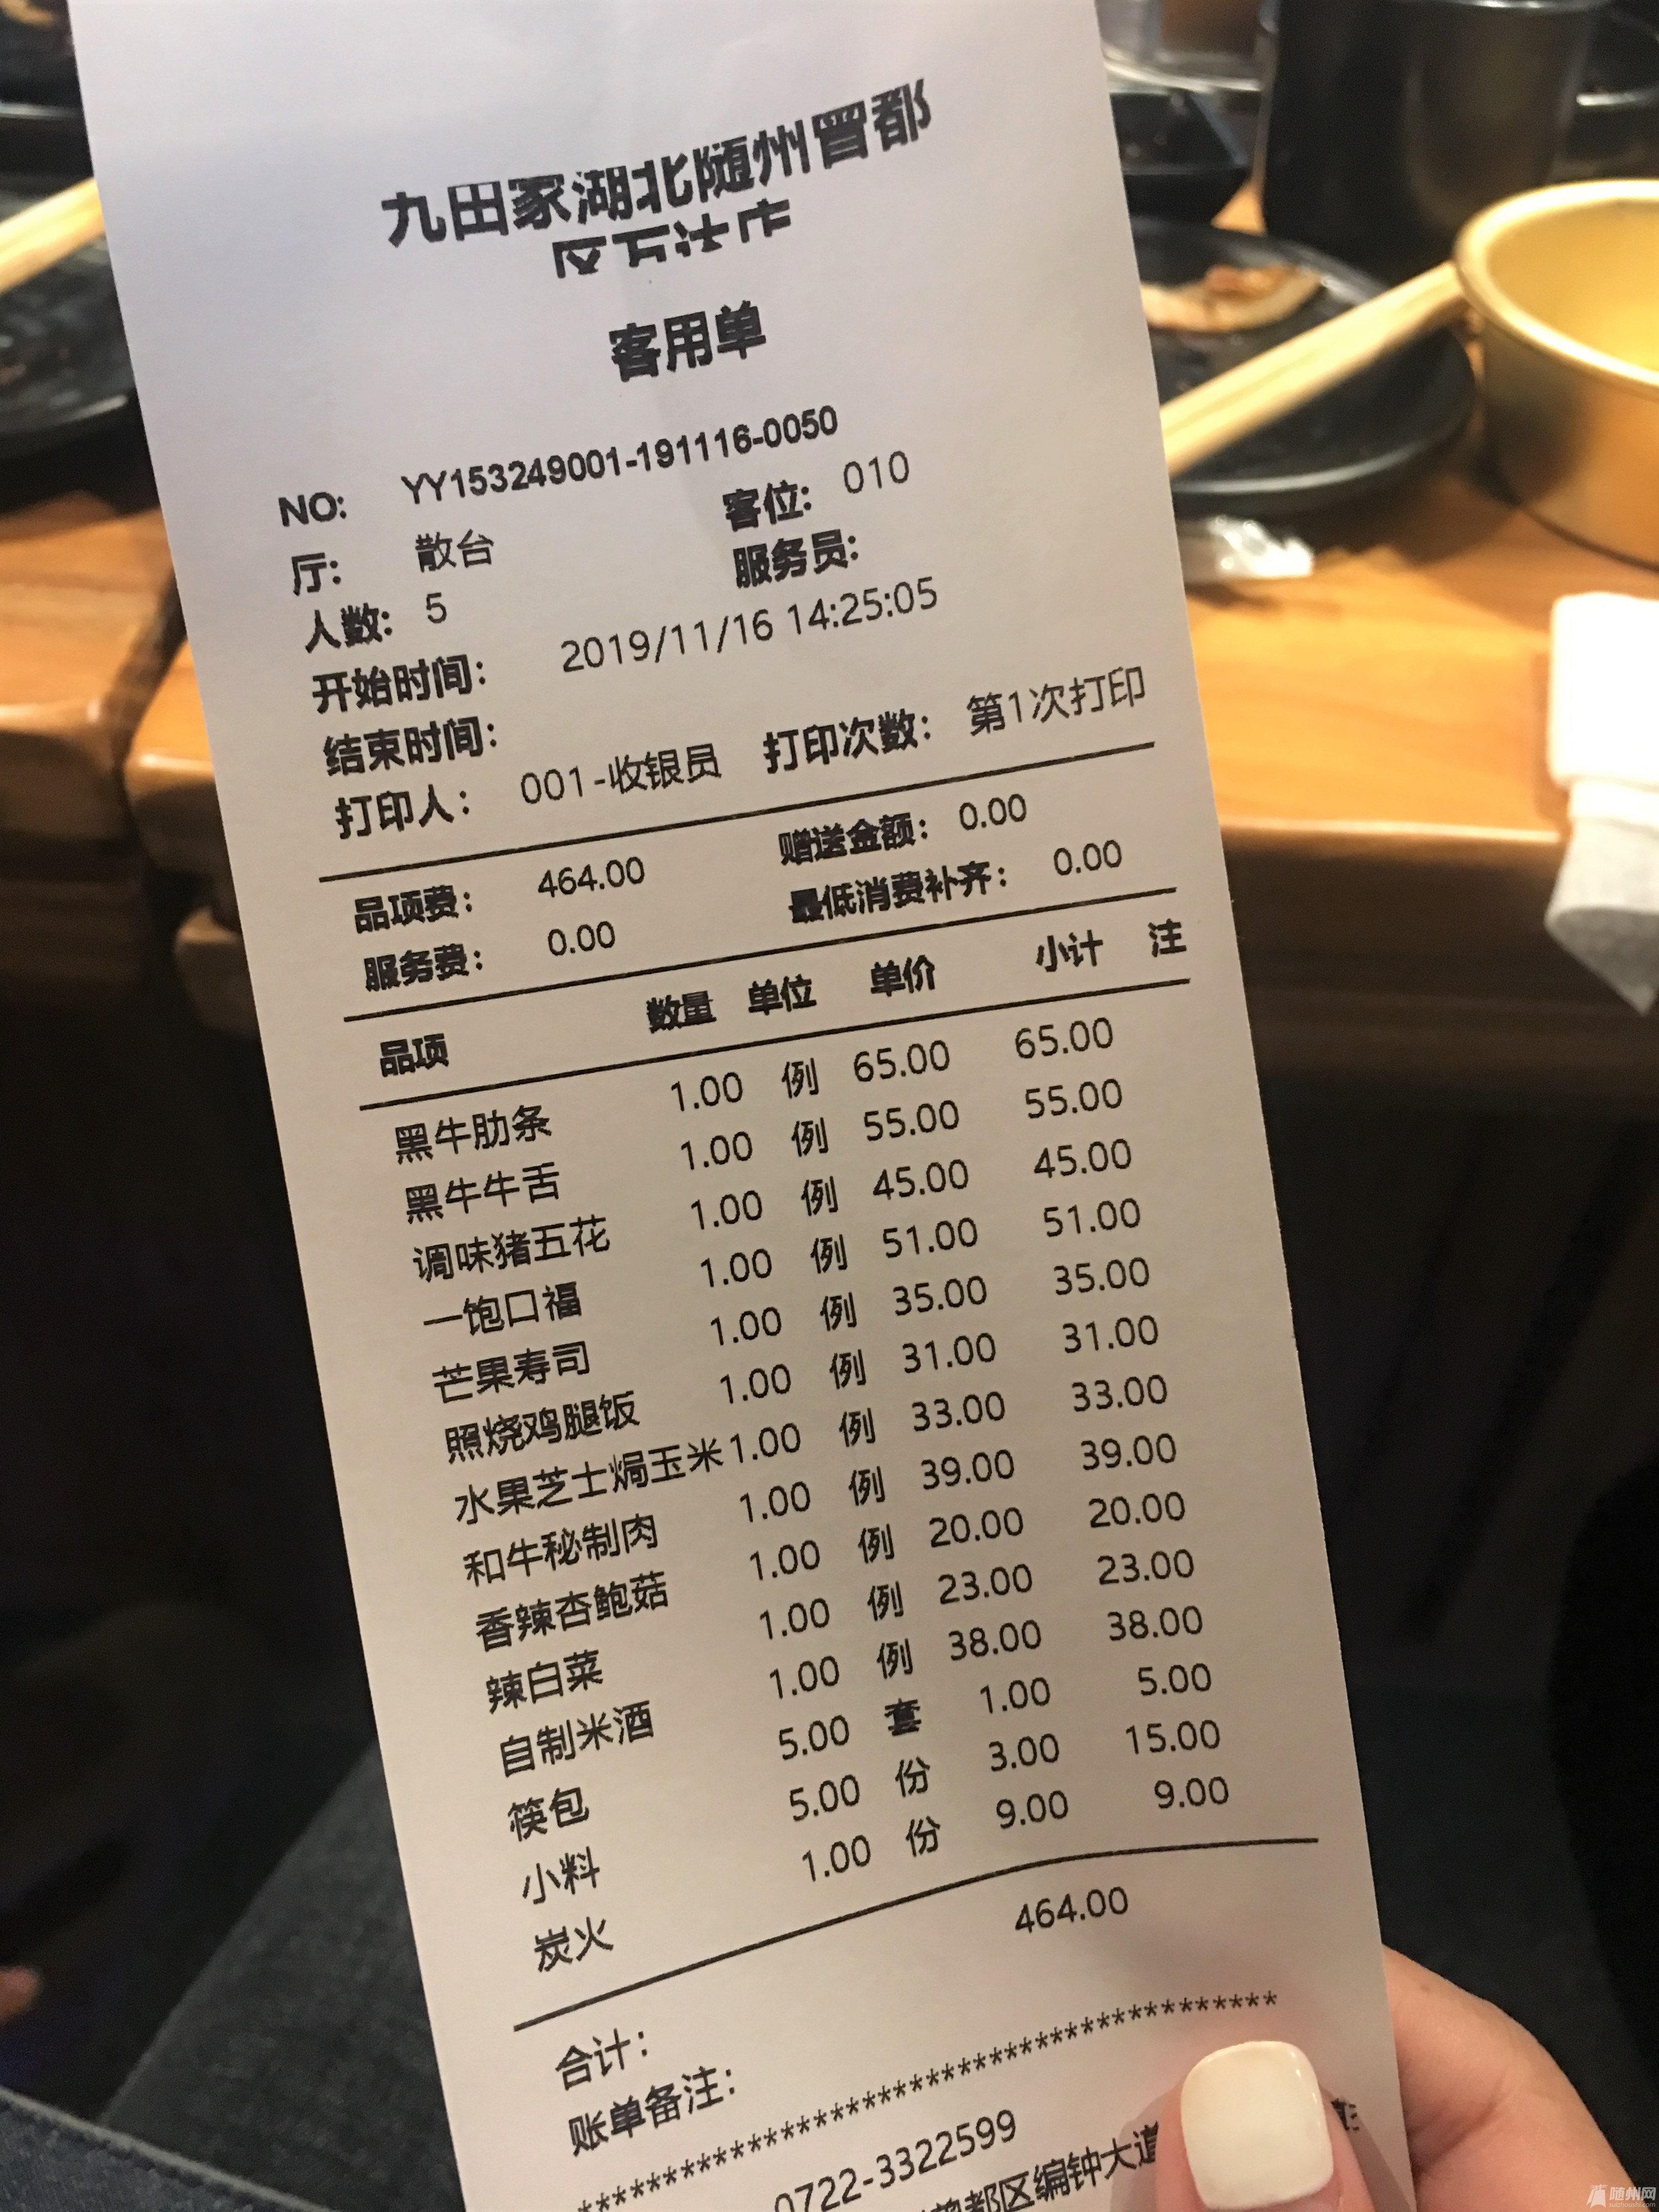 九田家湖北随州曾都
区万达店
客用单
NO: YY153249001-191116-0050
厅: 散台 客位: 010
人数: 5 服务员:
开始时间: 2019/11/16 14:25:05
结束时间:
打印人: 001-收银员 打印次数: 第1次打印
品项费: 464.00 赠送金额: 0.00
服务费: 0.00 最低消费补齐: 0.00
品项 数量 单位 单价 小计 注
黑牛肋条 1.00 例 65.00 65.00
黑牛牛舌 1.00 例 55.00 55.00
调味猪五花 1.00 例 45.00 45.00
一饱口福 1.00 例 51.00 51.00
芒果寿司 1.00 例 35.00 35.00
照烧鸡腿饭 1.00 例 31.00 31.00
水果芝士焗玉米 1.00 例 33.00 33.00
和牛秘制肉 1.00 例 39.00 39.00
香辣杏鲍菇 1.00 例 20.00 20.00
辣白菜 1.00 例 23.00 23.00
自制米酒 1.00 例 38.00 38.00
筷包 5.00 套 1.00 5.00
小料 5.00 份 3.00 15.00
炭火 1.00 份 9.00 9.00
合计: 464.00
账单备注:
0722-3322599
曾都区编钟大道
随州网